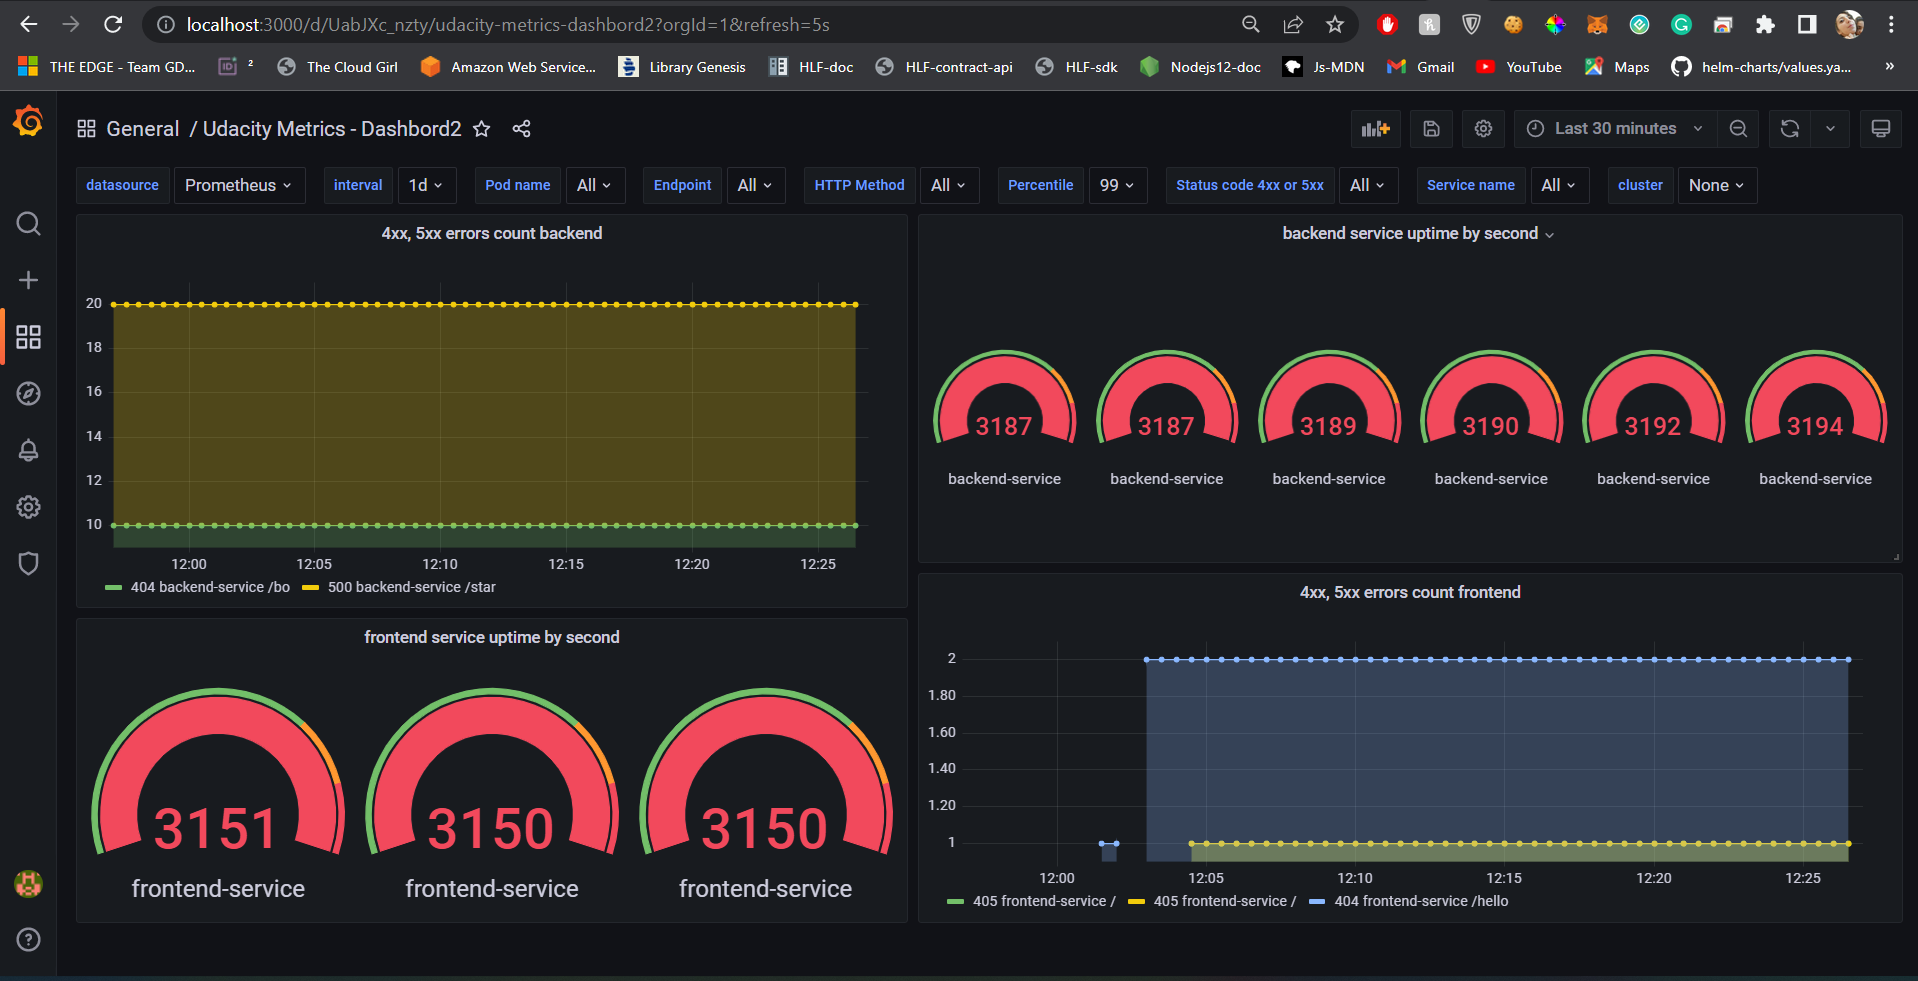 localhost:3000/d/UabJXc_nzty/udacity-metrics-dashbord2?orgId=1&refresh=5s
THE EDGE - Team GD... 2 The Cloud Girl Amazon Web Service... Library Genesis HLF-doc HLF-contract-api HLF-sdk Nodejs12-doc Js-MDN Gmail YouTube Maps helm-charts/values.ya... »
General / Udacity Metrics - Dashbord2
Last 30 minutes
datasource Prometheus interval 1d Pod name All Endpoint All HTTP Method All Percentile 99 Status code 4xx or 5xx All Service name All cluster None
4xx, 5xx errors count backend
20
18
16
14
12
10
12:00 12:05 12:10 12:15 12:20 12:25
404 backend-service /bo 500 backend-service /star
backend service uptime by second
3187 3187 3189 3190 3192 3194
backend-service backend-service backend-service backend-service backend-service backend-service
frontend service uptime by second
3151 3150 3150
frontend-service frontend-service frontend-service
4xx, 5xx errors count frontend
2
1.80
1.60
1.40
1.20
1
12:00 12:05 12:10 12:15 12:20 12:25
405 frontend-service / 405 frontend-service / 404 frontend-service /hello